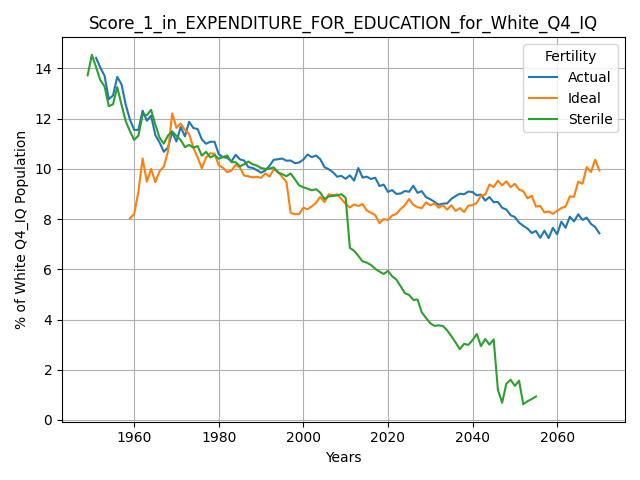 Score_1_in_EXPENDITURE_FOR_EDUCATION_for_White_Q4_IQ
Fertility
Actual
Ideal
Sterile
% of White Q4_IQ Population
14
12
10
8
6
4
2
0
1960
1980
2000
2020
2040
2060
Years